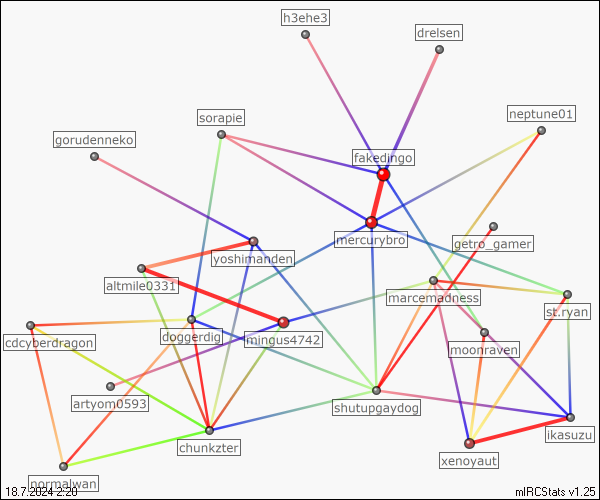 h3ehe3
drelsen
neptune01
sorapie
gorudenneko
fakedingo
mercurybro
getro_gamer
yoshimanden
altmile0331
marcemadness
st.ryan
cdcyberdragon
doggerdig
mingus4742
moonraven
artyom0593
shutupgaydog
chunkzter
ikasuzu
xenoyaut
normalwan
18.7.2024 2:20
mIRCStats v1.25